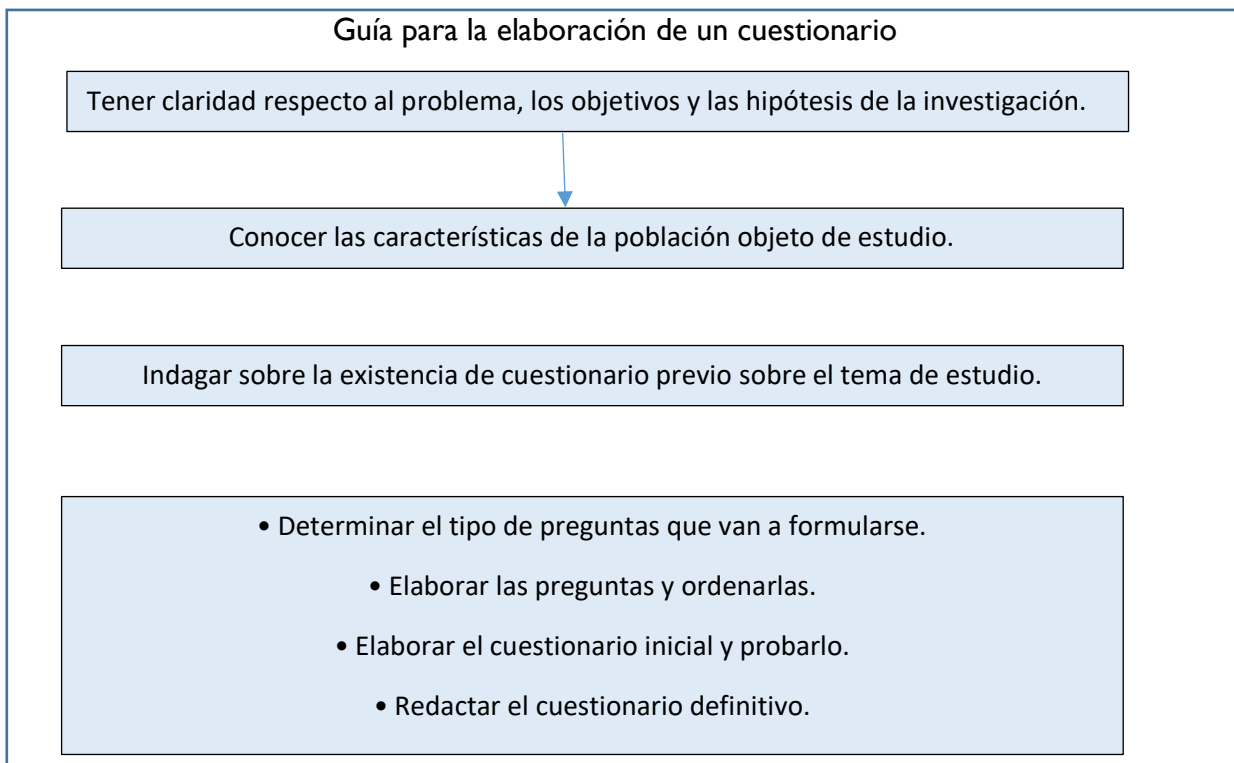 Guía para la elaboración de un cuestionario
Tener claridad respecto al problema, los objetivos y las hipótesis de la investigación.
Conocer las características de la población objeto de estudio.
Indagar sobre la existencia de cuestionario previo sobre el tema de estudio.
• Determinar el tipo de preguntas que van a formularse.
• Elaborar las preguntas y ordenarlas.
• Elaborar el cuestionario inicial y probarlo.
• Redactar el cuestionario definitivo.